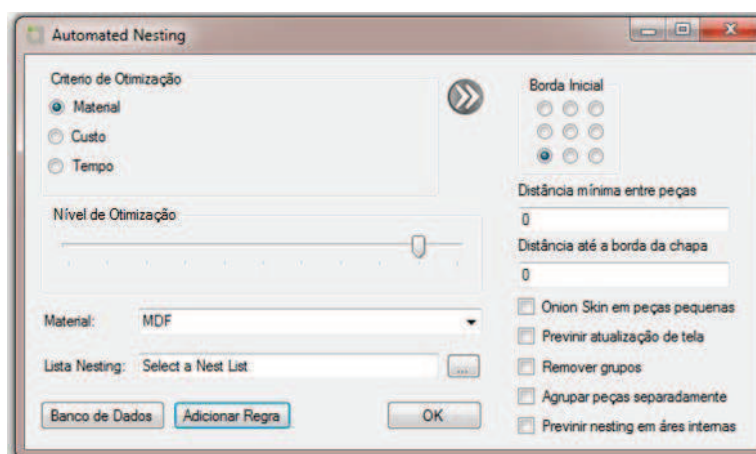 Automated Nesting
Criterio de Otimização
Material
Custo
Tempo
Nível de Otimização
Material: MDF
Lista Nesting: Select a Nest List ...
Banco de Dados Adicionar Regra OK
Borda Inicial
Distância mínima entre peças
0
Distância até a borda da chapa
0
Onion Skin em peças pequenas
Previnir atualização de tela
Remover grupos
Agrupar peças separadamente
Previnir nesting em áres internas